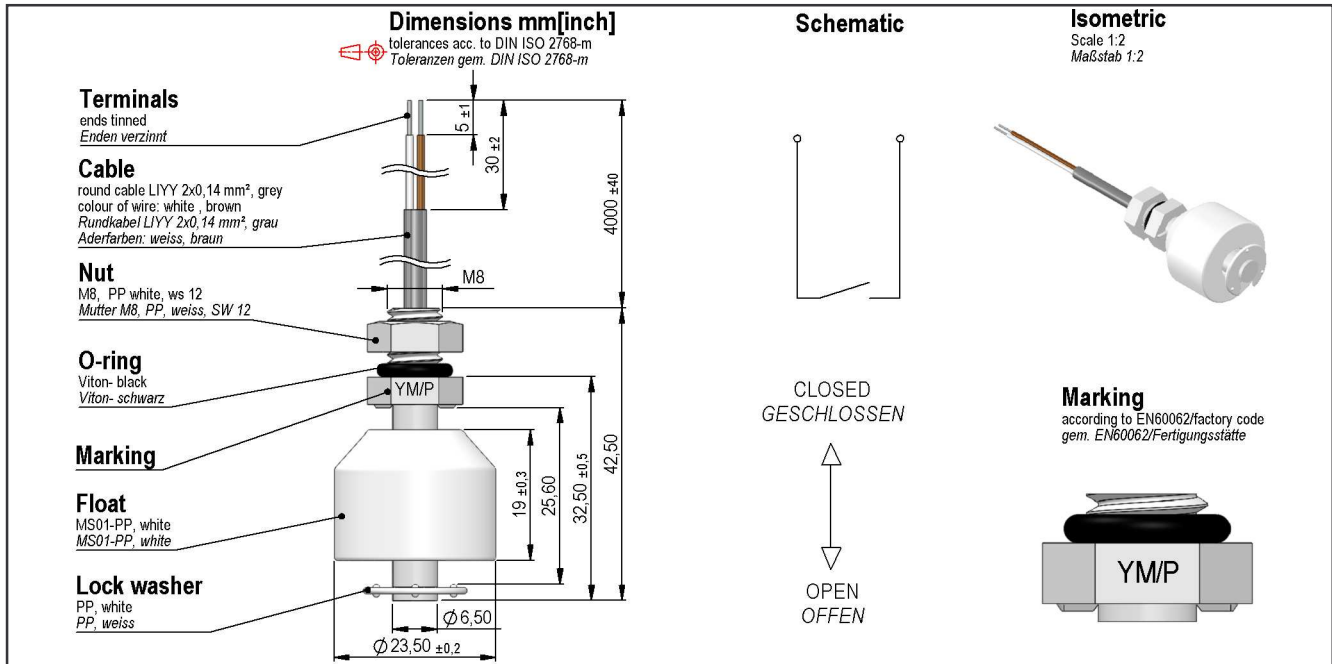 Dimensions mm[inch]
tolerances acc. to DIN ISO 2768-m
Toleranzen gem. DIN ISO 2768-m
Schematic
Isometric
Scale 1:2
Maßstab 1:2
Terminals
ends tinned
Enden verzinnt
Cable
round cable LIYY 2x0,14 mm², grey
colour of wire: white , brown
Rundkabel LIYY 2x0,14 mm², grau
Aderfarben: weiss, braun
Nut
M8, PP white, ws 12
Mutter M8, PP, weiss, SW 12
O-ring
Viton- black
Viton- schwarz
Marking
Float
MS01-PP, white
MS01-PP, white
Lock washer
PP, white
PP, weiss
5 ±1
30 ±2
4000 ±40
M8
YM/P
19 ±0,3
25,60
32,50 ±0,5
42,50
Ø 6,50
Ø 23,50 ±0,2
CLOSED
GESCHLOSSEN
OPEN
OFFEN
Marking
according to EN60062/factory code
gem. EN60062/Fertigungsstätte
YM/P